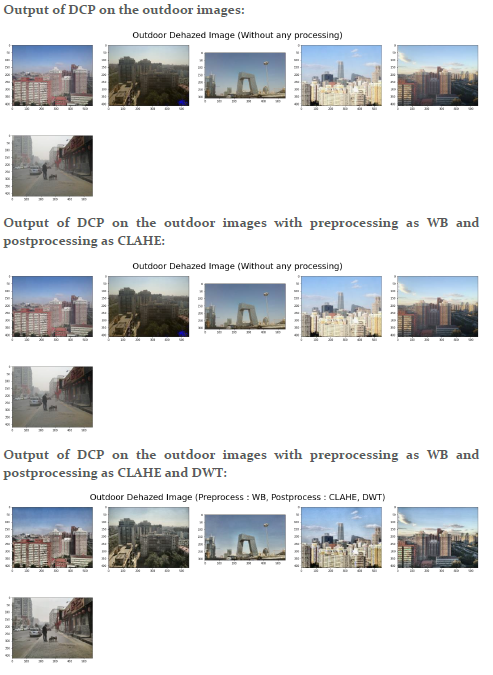 Output of DCP on the outdoor images:
Outdoor Dehazed Image (Without any processing)
Output of DCP on the outdoor images with preprocessing as WB and
postprocessing as CLAHE:
Outdoor Dehazed Image (Without any processing)
Output of DCP on the outdoor images with preprocessing as WB and
postprocessing as CLAHE and DWT:
Outdoor Dehazed Image (Preprocess : WB, Postprocess : CLAHE, DWT)